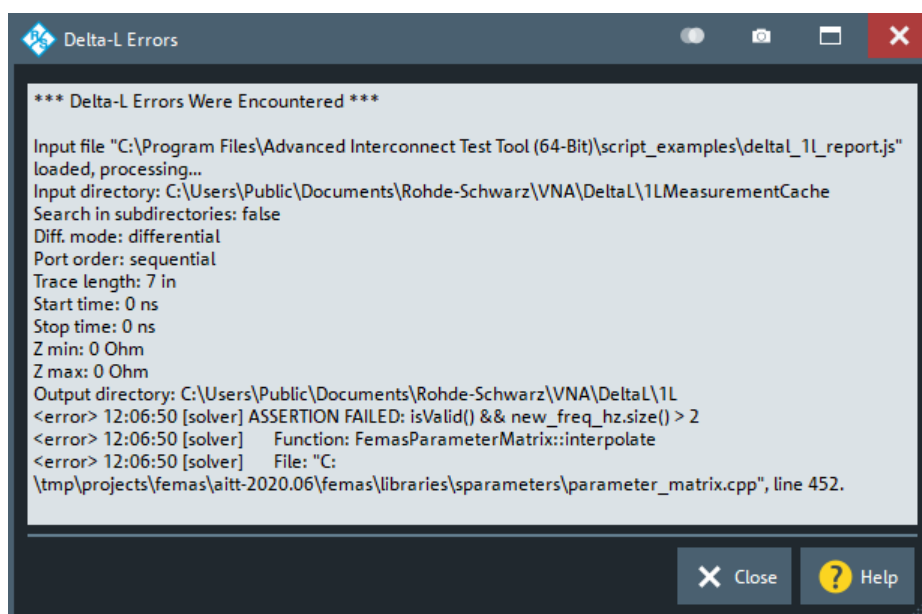 Delta-L Errors
*** Delta-L Errors Were Encountered ***
Input file "C:\Program Files\Advanced Interconnect Test Tool (64-Bit)\script_examples\deltal_1l_report.js"
loaded, processing...
Input directory: C:\Users\Public\Documents\Rohde-Schwarz\VNA\DeltaL\1LMeasurementCache
Search in subdirectories: false
Diff. mode: differential
Port order: sequential
Trace length: 7 in
Start time: 0 ns
Stop time: 0 ns
Z min: 0 Ohm
Z max: 0 Ohm
Output directory: C:\Users\Public\Documents\Rohde-Schwarz\VNA\DeltaL\1L
<error> 12:06:50 [solver] ASSERTION FAILED: isValid() && new_freq_hz.size() > 2
<error> 12:06:50 [solver]     Function: FemasParameterMatrix::interpolate
<error> 12:06:50 [solver]     File: "C:
\tmp\projects\femas\aitt-2020.06\femas\libraries\sparameters\parameter_matrix.cpp", line 452.
Close
? Help